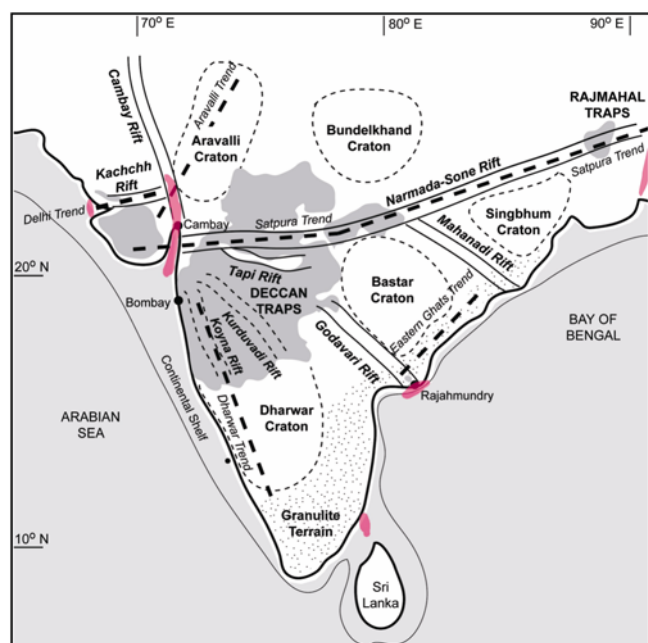 70° E
80° E
90° E
Cambay Rift
Aravalli Trend
Aravalli
Craton
Bundelkhand
Craton
RAJMAHAL
TRAPS
Kachchh
Rift
Narmada-Sone Rift
Satpura Trend
Delhi Trend
Cambay
Satpura Trend
Singbhum
Craton
Mahanadi Rift
20° N
Tapi Rift
Bastar
Craton
DECCAN
TRAPS
Bombay
Koyna Rift
Kurduvadi Rift
Godavari Rift
Eastern Ghats Trend
BAY OF
BENGAL
Rajahmundry
Continental Shelf
ARABIAN
SEA
Dharwar Trend
Dharwar
Craton
Granulite
Terrain
10° N
Sri
Lanka